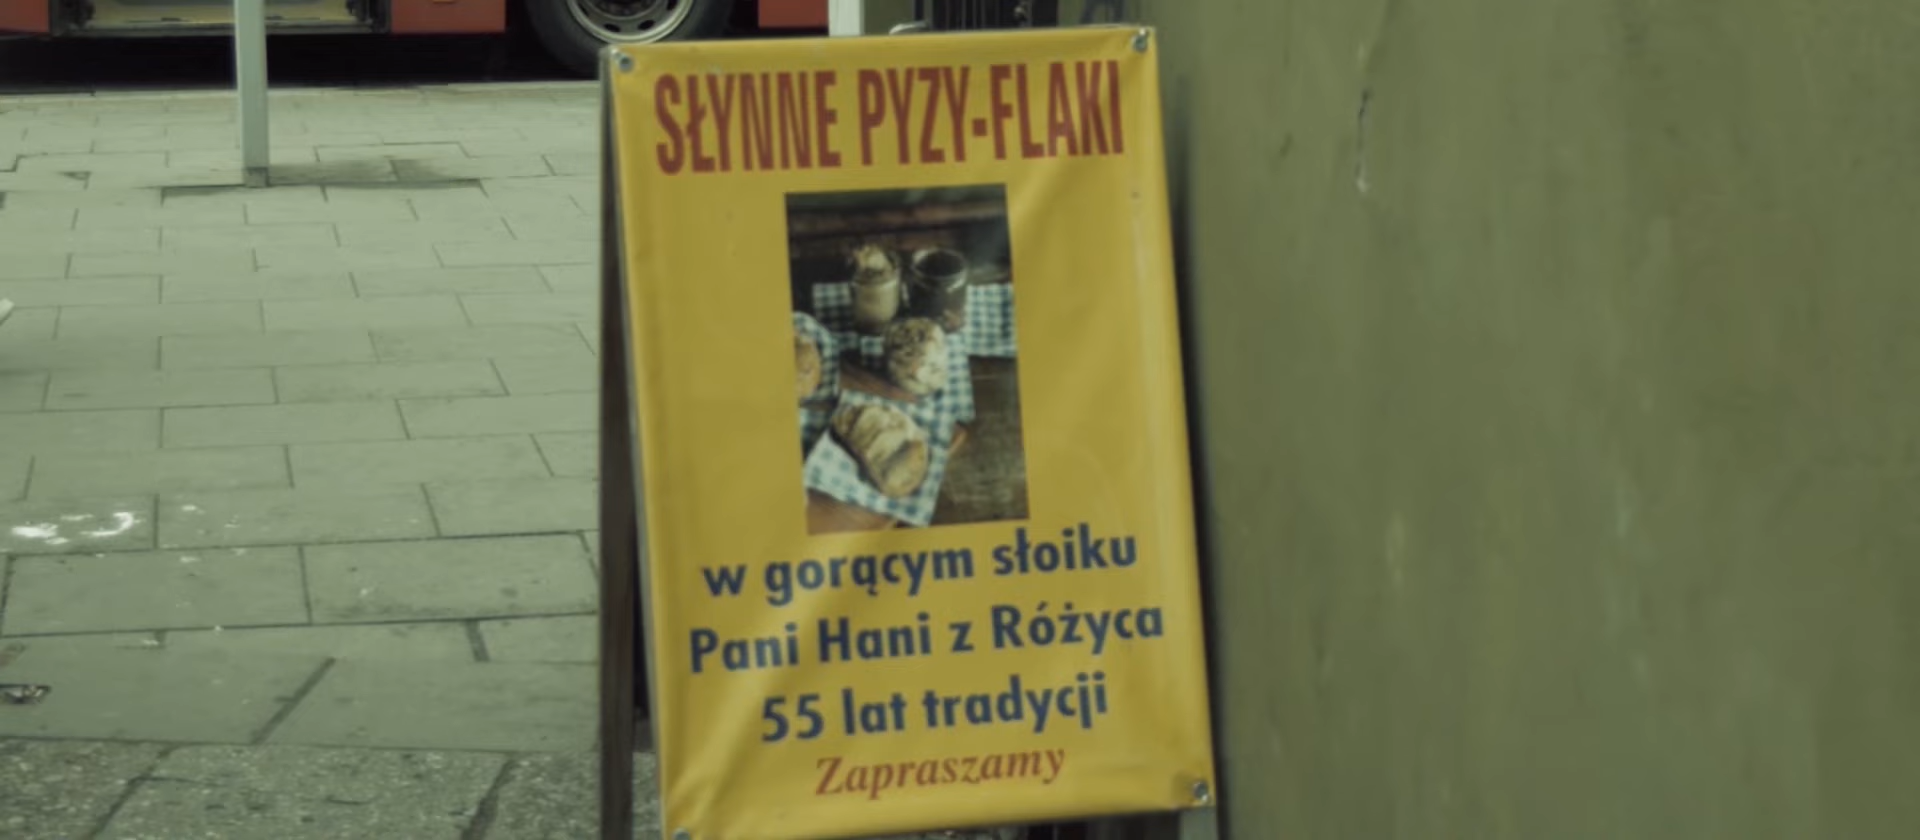 SŁYNNE PYZY-FLAKI
w gorącym słoiku
Pani Hani z Różyca
55 lat tradycji
Zapraszamy